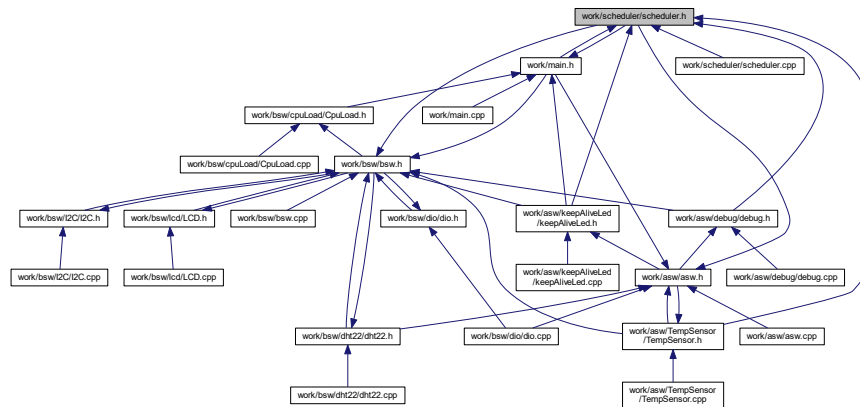 work/scheduler/scheduler.h
work/main.h
work/scheduler/scheduler.cpp
work/bsw/cpuLoad/CpuLoad.h
work/main.cpp
work/bsw/cpuLoad/CpuLoad.cpp
work/bsw/bsw.h
work/bsw/I2C/I2C.h
work/bsw/lcd/LCD.h
work/bsw/bsw.cpp
work/bsw/dio/dio.h
work/asw/keepAliveLed
/keepAliveLed.h
work/asw/debug/debug.h
work/bsw/I2C/I2C.cpp
work/bsw/lcd/LCD.cpp
work/asw/keepAliveLed
/keepAliveLed.cpp
work/asw/asw.h
work/asw/debug/debug.cpp
work/bsw/dht22/dht22.h
work/bsw/dio/dio.cpp
work/asw/TempSensor
/TempSensor.h
work/asw/asw.cpp
work/bsw/dht22/dht22.cpp
work/asw/TempSensor
/TempSensor.cpp